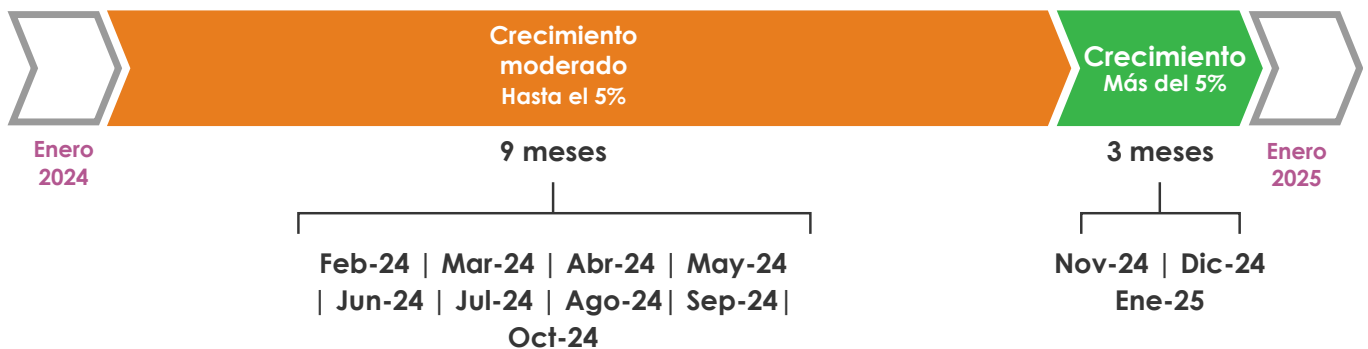 Crecimiento
moderado
Hasta el 5%
Crecimiento
Más del 5%
Enero
2024
9 meses
3 meses
Enero
2025
Feb-24 | Mar-24 | Abr-24 | May-24
| Jun-24 | Jul-24 | Ago-24| Sep-24|
Oct-24
Nov-24 | Dic-24
Ene-25